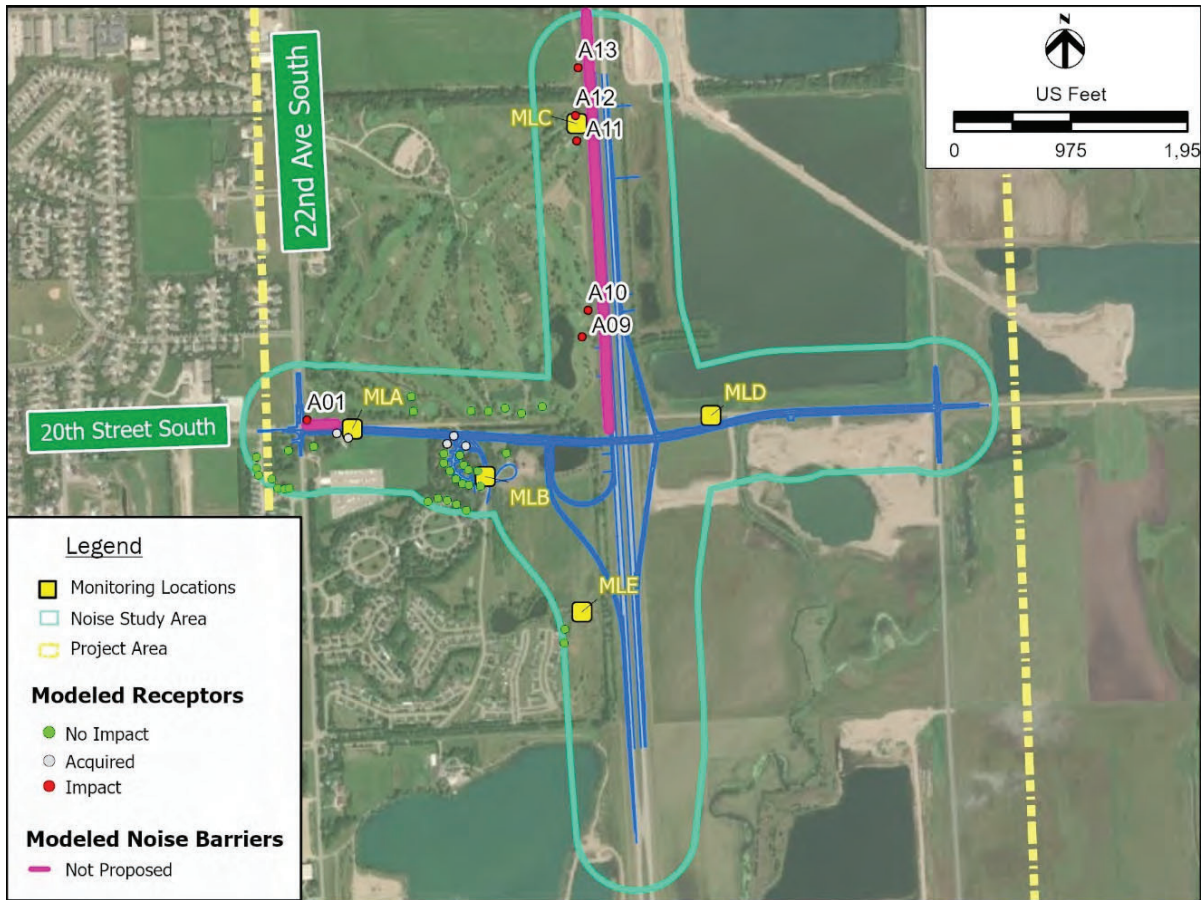 A13
N
US Feet
0 975 1,95
A12
MLC
A11
22nd Ave South
A10
A09
A01
MLA
MLD
20th Street South
MLB
MLE
Legend
Monitoring Locations
Noise Study Area
Project Area
Modeled Receptors
No Impact
Acquired
Impact
Modeled Noise Barriers
Not Proposed